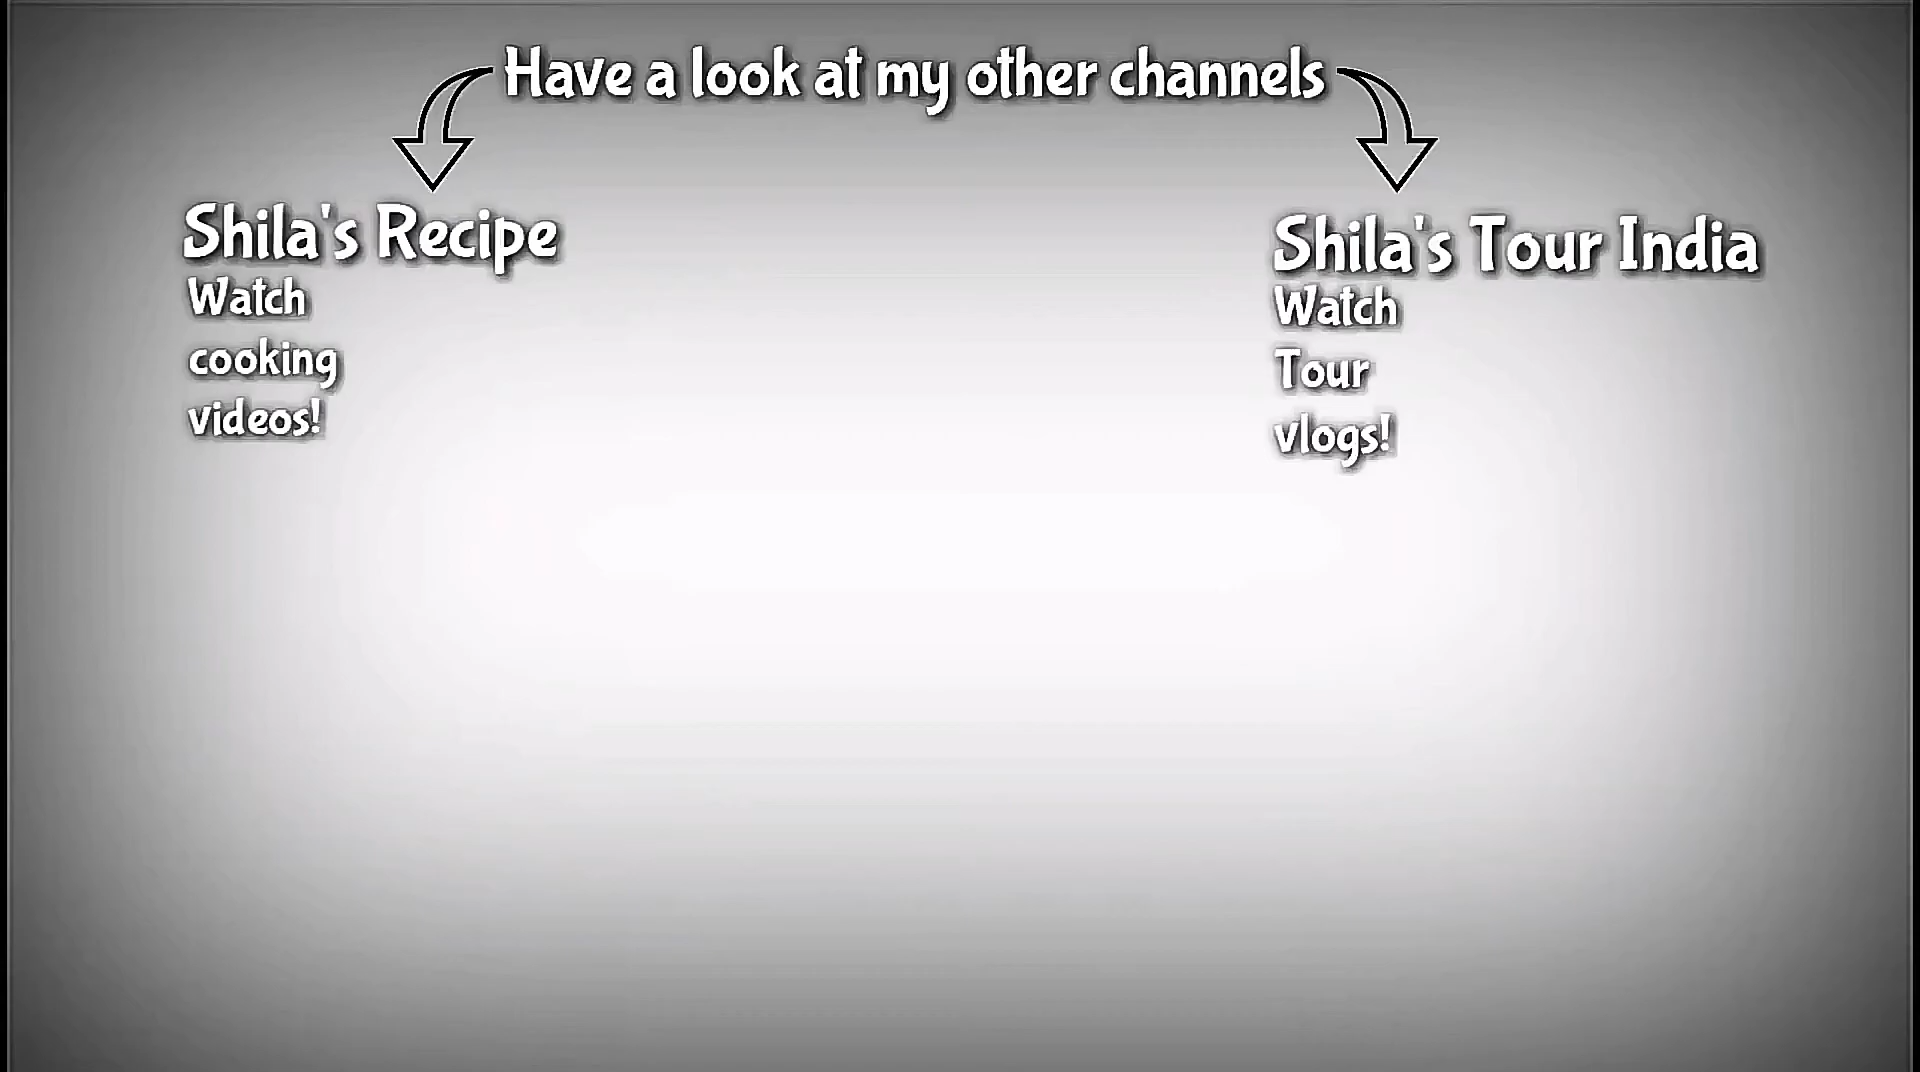 Have a look at my other channels
Shila's Recipe
Watch
cooking
videos!
Shila's Tour India
Watch
Tour
vlogs!